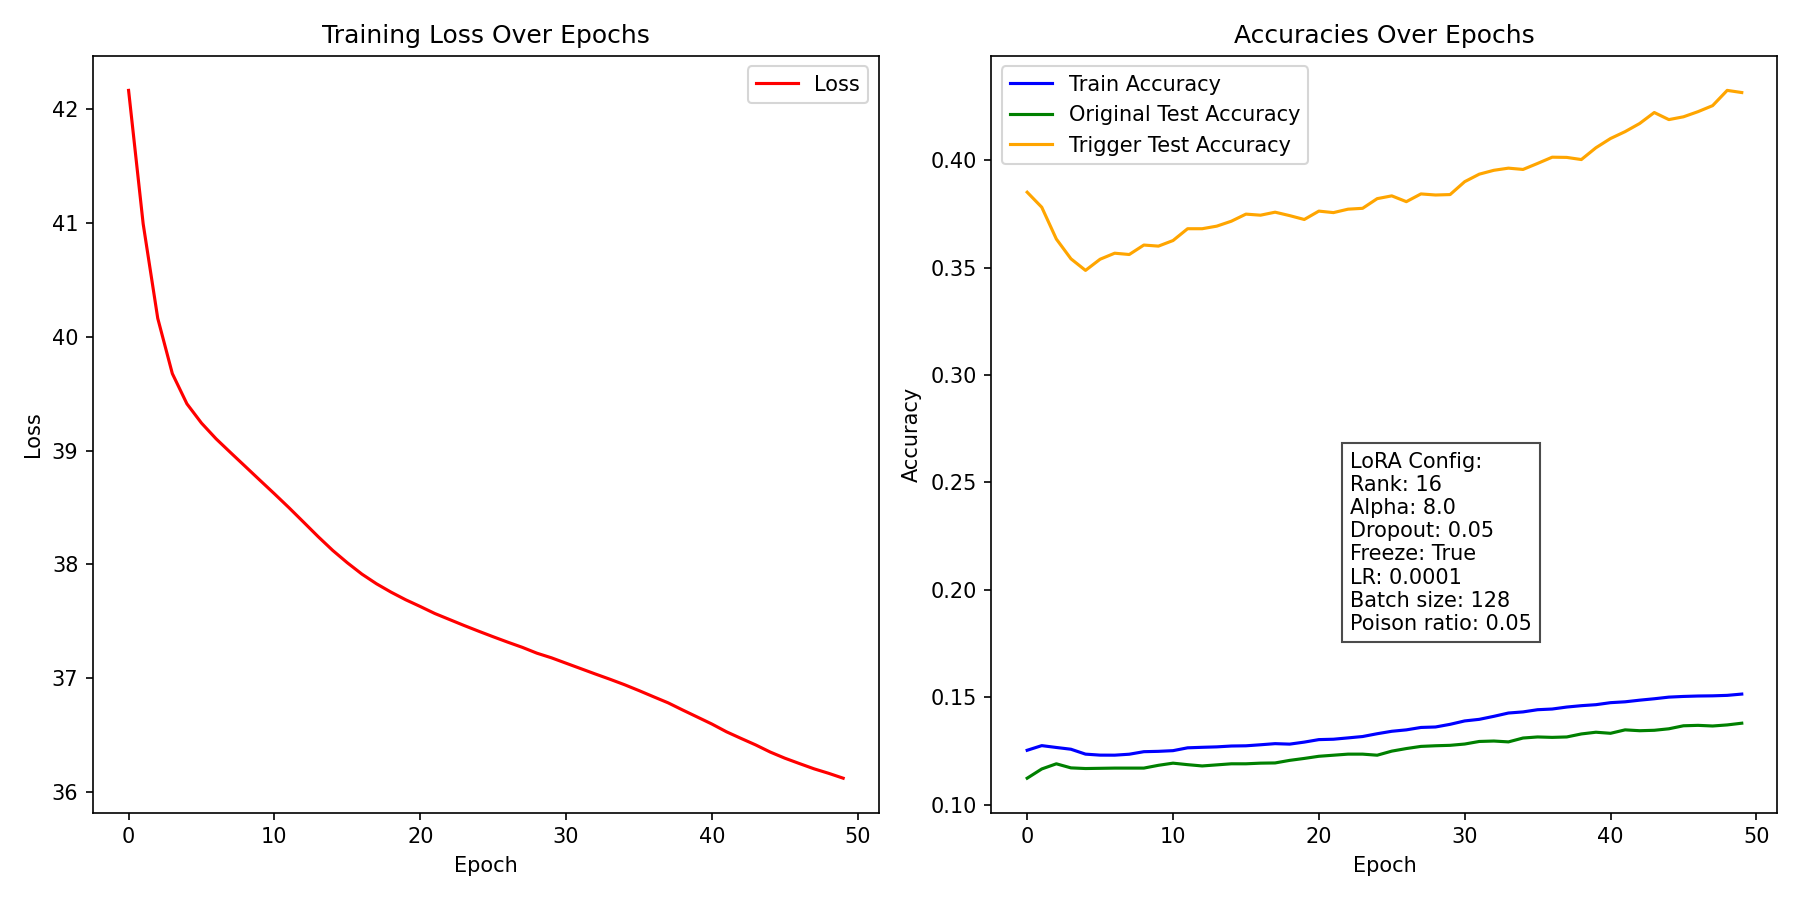 Training Loss Over Epochs
Loss
42
41
40
39
38
37
36
Loss
0
10
20
30
40
50
Epoch
Accuracies Over Epochs
Train Accuracy
Original Test Accuracy
Trigger Test Accuracy
0.40
0.35
0.30
0.25
0.20
0.15
0.10
Accuracy
LoRA Config:
Rank: 16
Alpha: 8.0
Dropout: 0.05
Freeze: True
LR: 0.0001
Batch size: 128
Poison ratio: 0.05
0
10
20
30
40
50
Epoch